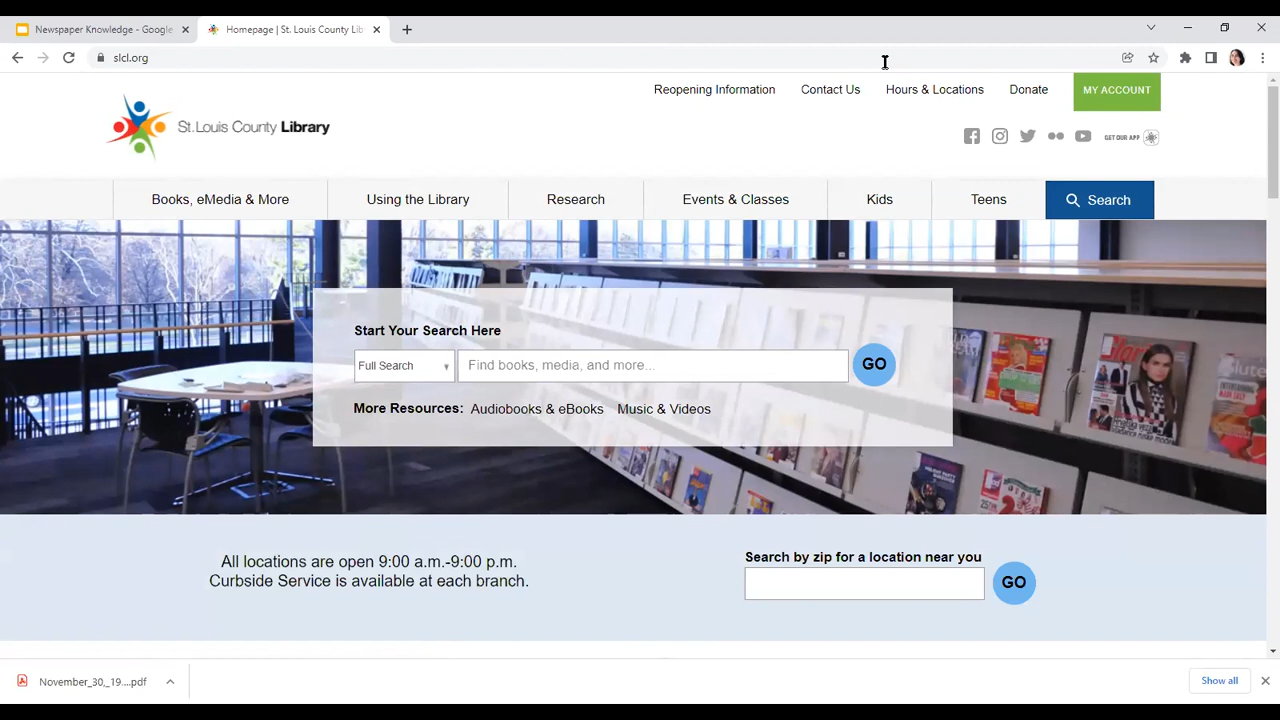 Newspaper Knowledge - Google
Homepage | St. Louis County Lib
slcl.org
Reopening Information
Contact Us
Hours & Locations
Donate
MY ACCOUNT
St. Louis County Library
GET OUR APP
Books, eMedia & More
Using the Library
Research
Events & Classes
Kids
Teens
Search
Start Your Search Here
Full Search
Find books, media, and more...
GO
More Resources: Audiobooks & eBooks Music & Videos
All locations are open 9:00 a.m.-9:00 p.m.
Curbside Service is available at each branch.
Search by zip for a location near you
GO
November_30,_19....pdf
Show all